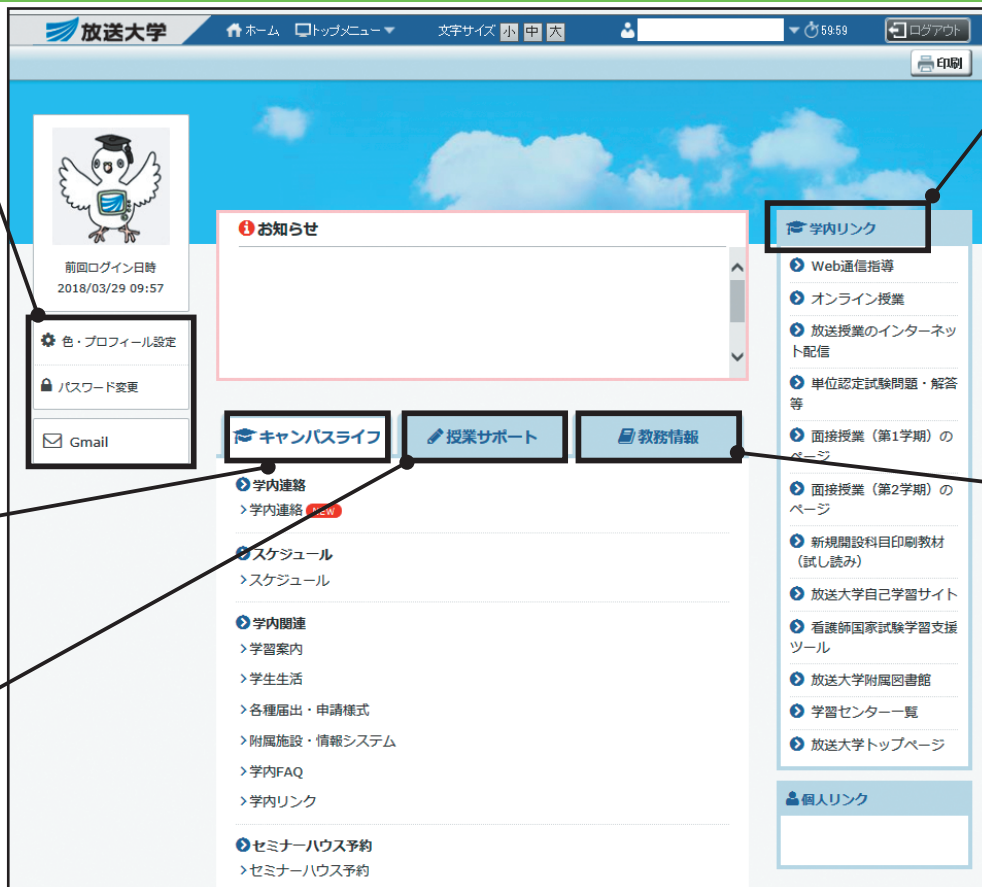 放送大学 ホーム トップメニュー 文字サイズ 小 中 大 59:59 ログアウト
印刷
前回ログイン日時
2018/03/29 09:57
色・プロフィール設定
パスワード変更
Gmail
お知らせ
キャンパスライフ 授業サポート 教務情報
学内連絡
学内連絡 NEW
スケジュール
スケジュール
学内関連
学習案内
学生生活
各種届出・申請様式
附属施設・情報システム
学内FAQ
学内リンク
セミナーハウス予約
セミナーハウス予約
学内リンク
Web通信指導
オンライン授業
放送授業のインターネッ
ト配信
単位認定試験問題・解答
等
面接授業（第1学期）の
ページ
面接授業（第2学期）の
ページ
新規開設科目印刷教材
（試し読み）
放送大学自己学習サイト
看護師国家試験学習支援
ツール
放送大学附属図書館
学習センター一覧
放送大学トップページ
個人リンク